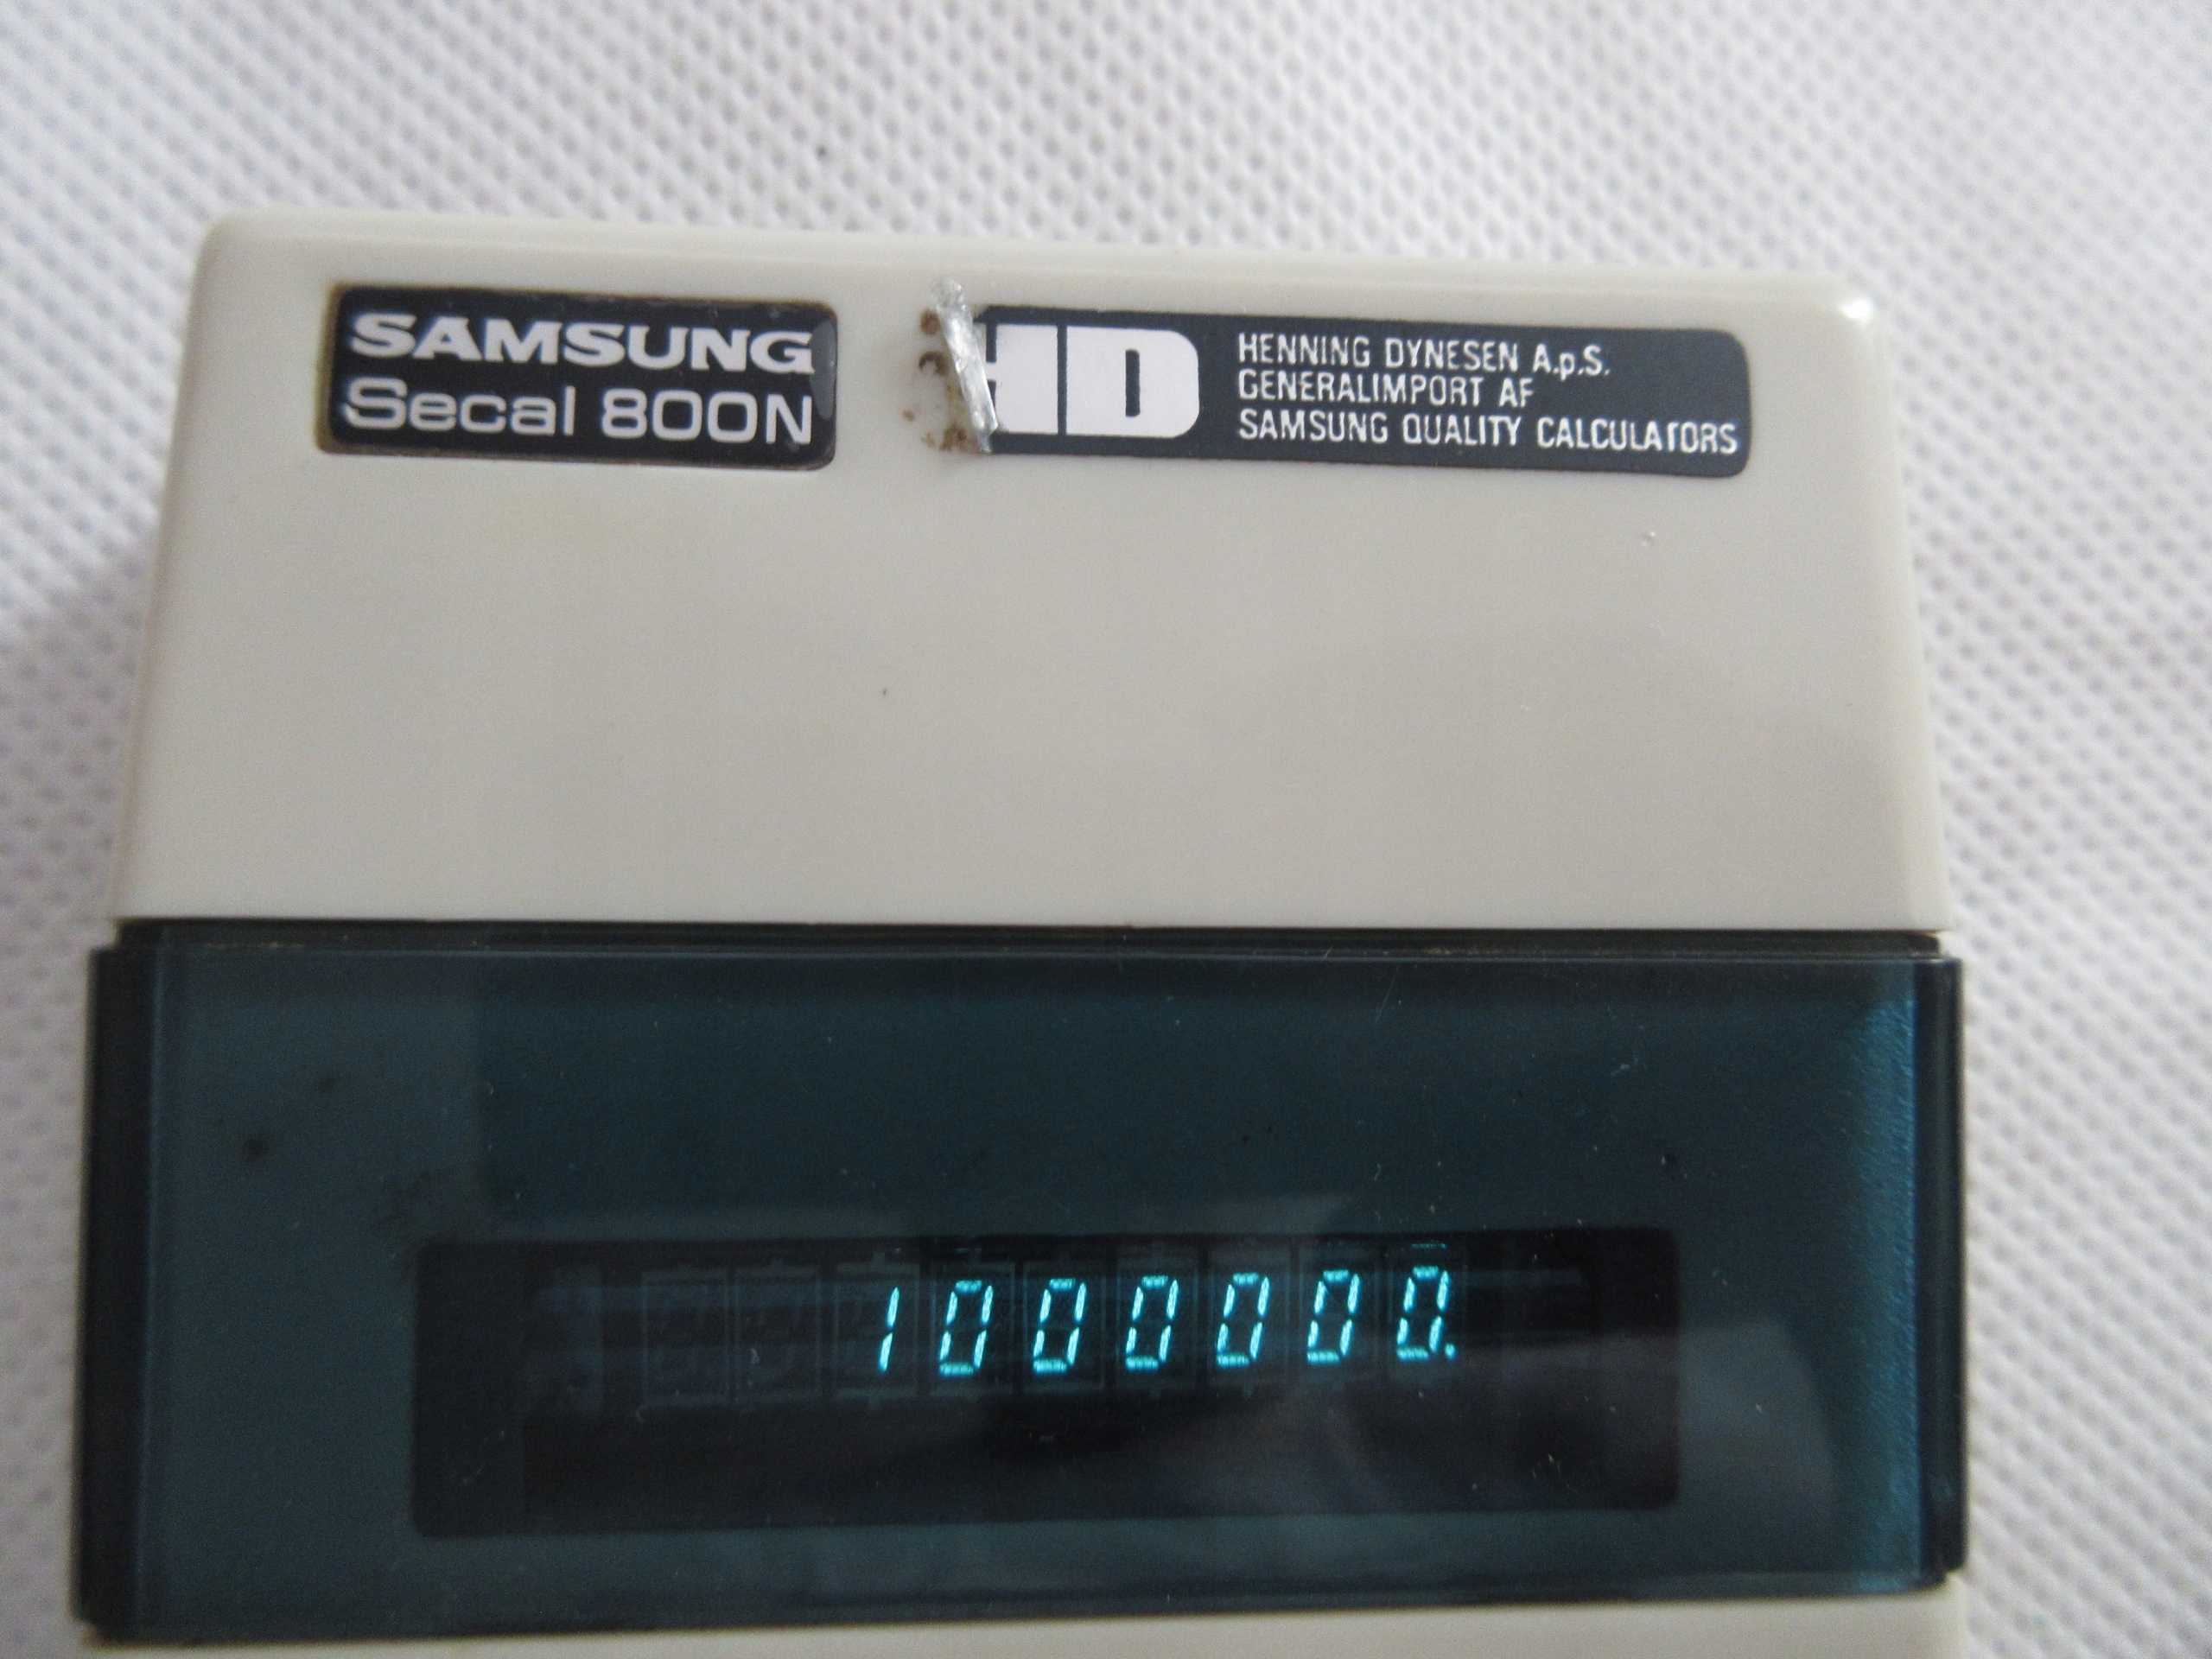 SAMSUNG
Secal 800N
HD
HENNING DYNESEN A.p.S.
GENERALIMPORT AF
SAMSUNG QUALITY CALCULATORS
1000000.